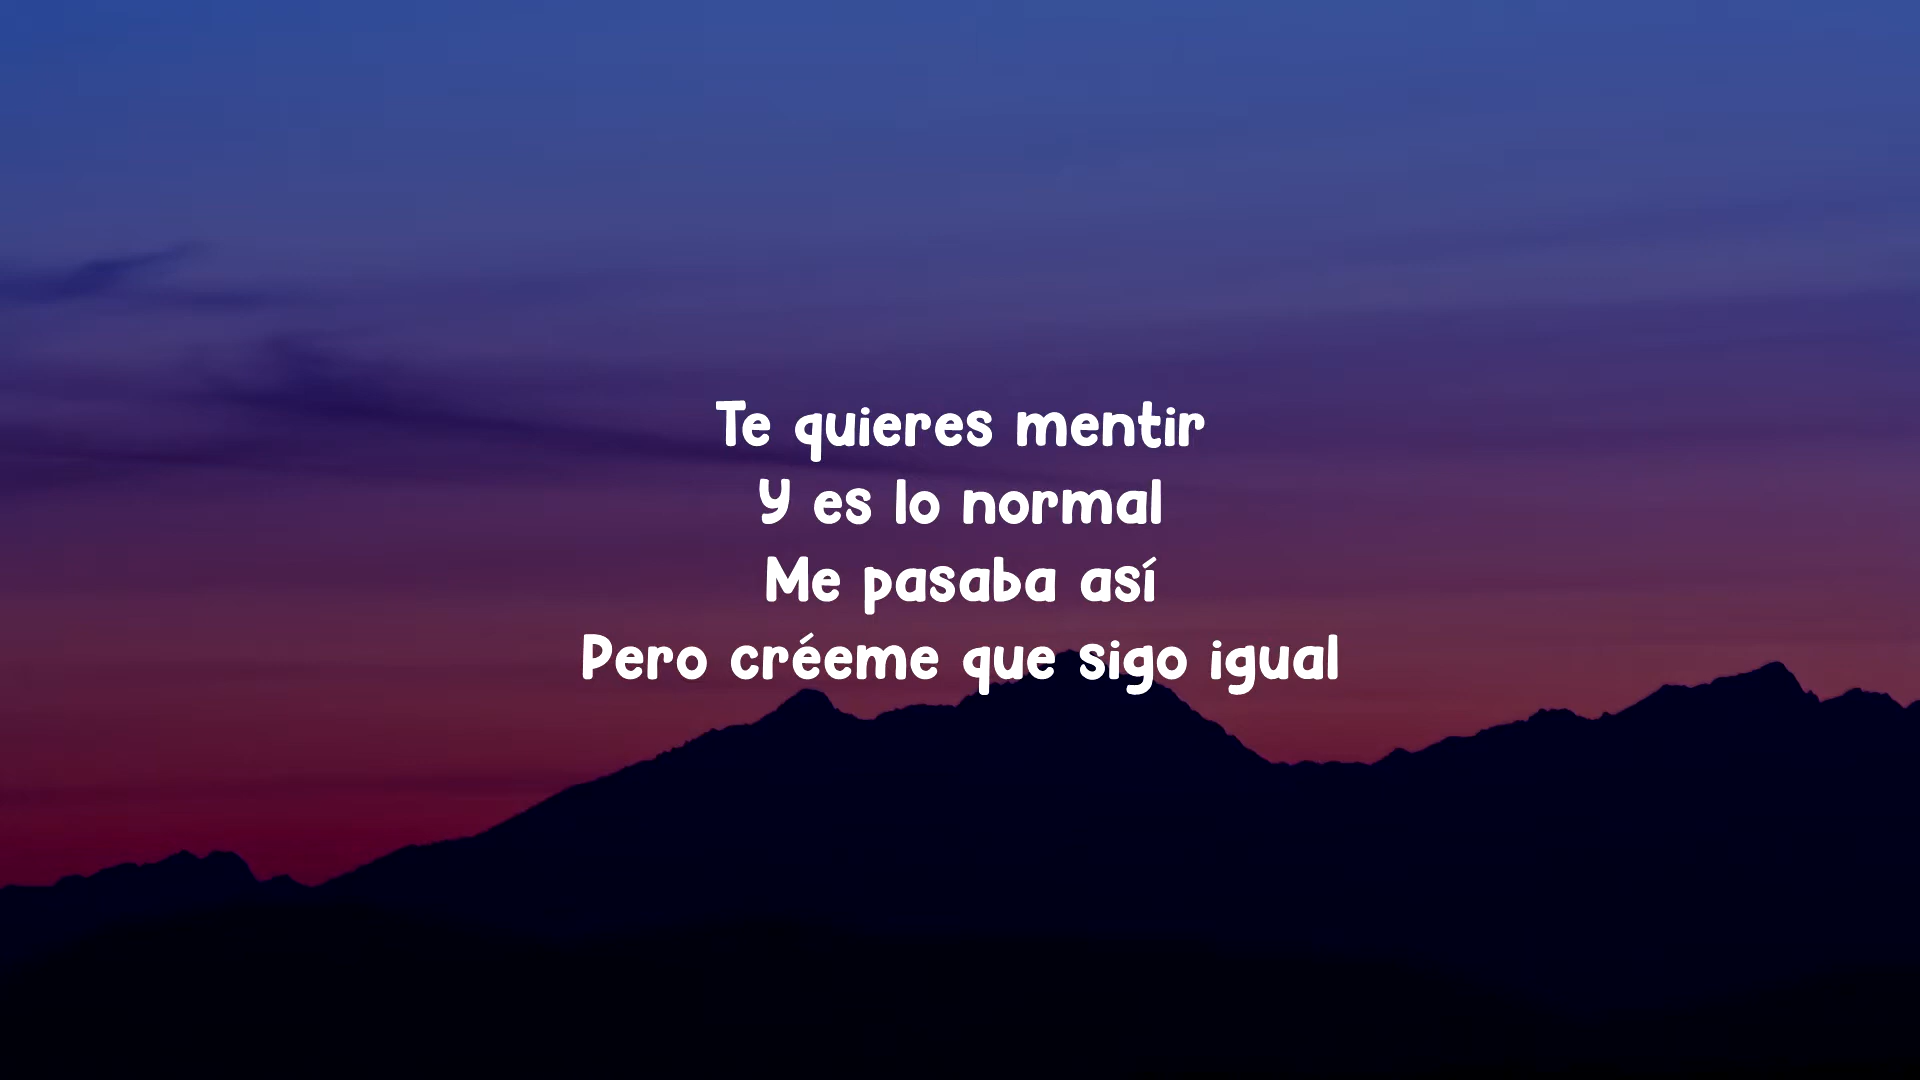 Te quieres mentir
Y es lo normal
Me pasaba así
Pero créeme que sigo igual